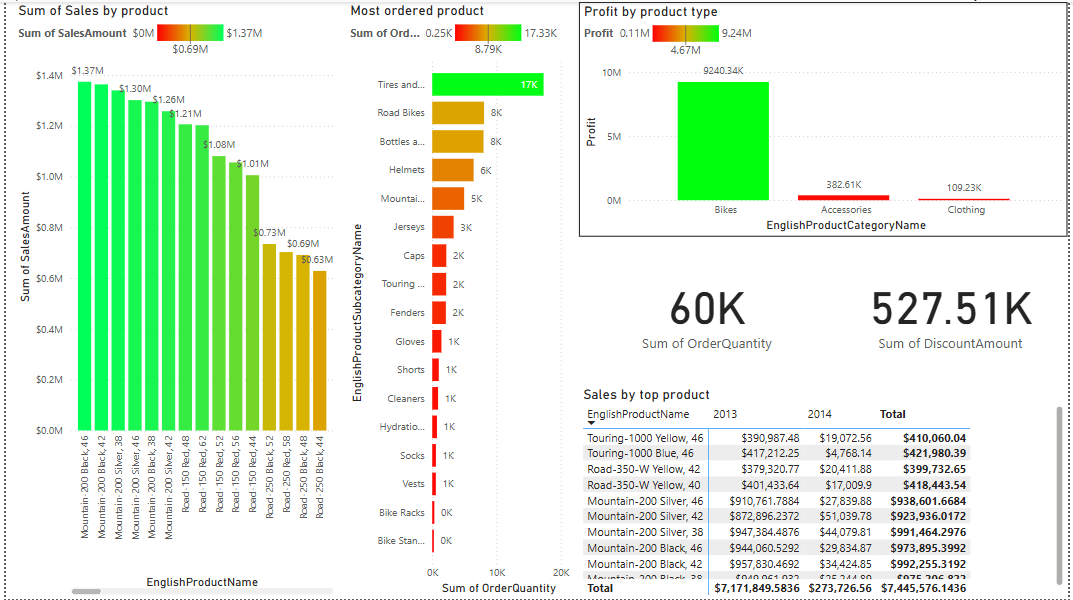 Sum of Sales by product
Sum of SalesAmount $0M $1.37M
$0.69M
Sum of SalesAmount
$1.4M
$1.2M
$1.0M
$0.8M
$0.6M
$0.4M
$0.2M
$0.0M
$1.37M
$1.30M
$1.26M
$1.21M
$1.08M
$1.01M
$0.73M
$0.69M
$0.63M
Mountain-200 Black, 46
Mountain-200 Black, 42
Mountain-200 Silver, 38
Mountain-200 Silver, 46
Mountain-200 Black, 38
Mountain-200 Silver, 42
Road-150 Red, 48
Road-150 Red, 62
Road-150 Red, 52
Road-150 Red, 56
Road-150 Red, 44
Road-250 Black, 52
Road-250 Red, 58
Road-250 Black, 48
Road-250 Black, 44
EnglishProductName
Most ordered product
Sum of Ord... 0.25K 17.33K
8.79K
EnglishProductSubcategoryName
Tires and... 17K
Road Bikes 8K
Bottles a... 8K
Helmets 6K
Mountai... 5K
Jerseys 3K
Caps 2K
Touring ... 2K
Fenders 2K
Gloves 1K
Shorts 1K
Cleaners 1K
Hydratio... 1K
Socks 1K
Vests 1K
Bike Racks 0K
Bike Stan... 0K
0K 10K 20K
Sum of OrderQuantity
Profit by product type
Profit 0.11M 9.24M
4.67M
Profit
10M
5M
0M
9240.34K
382.61K
109.23K
Bikes Accessories Clothing
EnglishProductCategoryName
60K
Sum of OrderQuantity
527.51K
Sum of DiscountAmount
Sales by top product
EnglishProductName 2013 2014 Total
Touring-1000 Yellow, 46 $390,987.48 $19,072.56 $410,060.04
Touring-1000 Blue, 46 $417,212.25 $4,768.14 $421,980.39
Road-350-W Yellow, 42 $379,320.77 $20,411.88 $399,732.65
Road-350-W Yellow, 40 $401,433.64 $17,009.9 $418,443.54
Mountain-200 Silver, 46 $910,761.7884 $27,839.88 $938,601.6684
Mountain-200 Silver, 42 $872,896.2372 $51,039.78 $923,936.0172
Mountain-200 Silver, 38 $947,384.4876 $44,079.81 $991,464.2976
Mountain-200 Black, 46 $944,060.5292 $29,834.87 $973,895.3992
Mountain-200 Black, 42 $957,830.4692 $34,424.85 $992,255.3192
Mountain-200 Black, 38 $949,961.932 $25,244.89 $975,206.822
Total $7,171,849.5836 $273,726.56 $7,445,576.1436